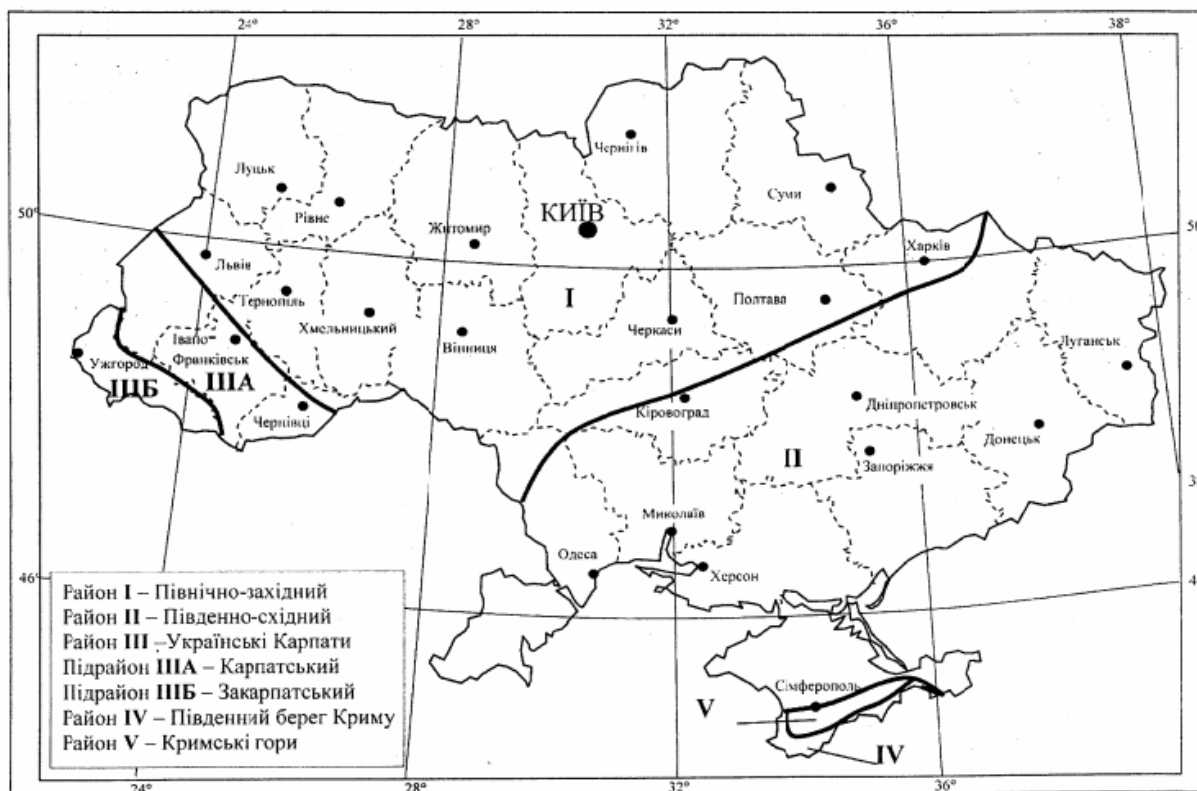 24° 28° 32° 36° 38°
Чернігів
Луцьк
Суми
Рівне
КИЇВ
50°
Житомир
50
Харків
Львів
Тернопіль
I
Полтава
Хмельницький
Черкаси
Вінниця
Івано-
Франківськ
Луганськ
Ужгород
IIIА
IIIБ
Чернівці
Кіровоград
Дніпропетровськ
Донецьк
II
Запоріжжя
Миколаїв
Одеса
Херсон
46°
Район I – Північно-західний
Район II – Південно-східний
Район III – Українські Карпати
Підрайон IIIА – Карпатський
Підрайон IIIБ – Закарпатський
Район IV – Південний берег Криму
Район V – Кримські гори
Сімферополь
V
IV
24° 28° 32° 36°